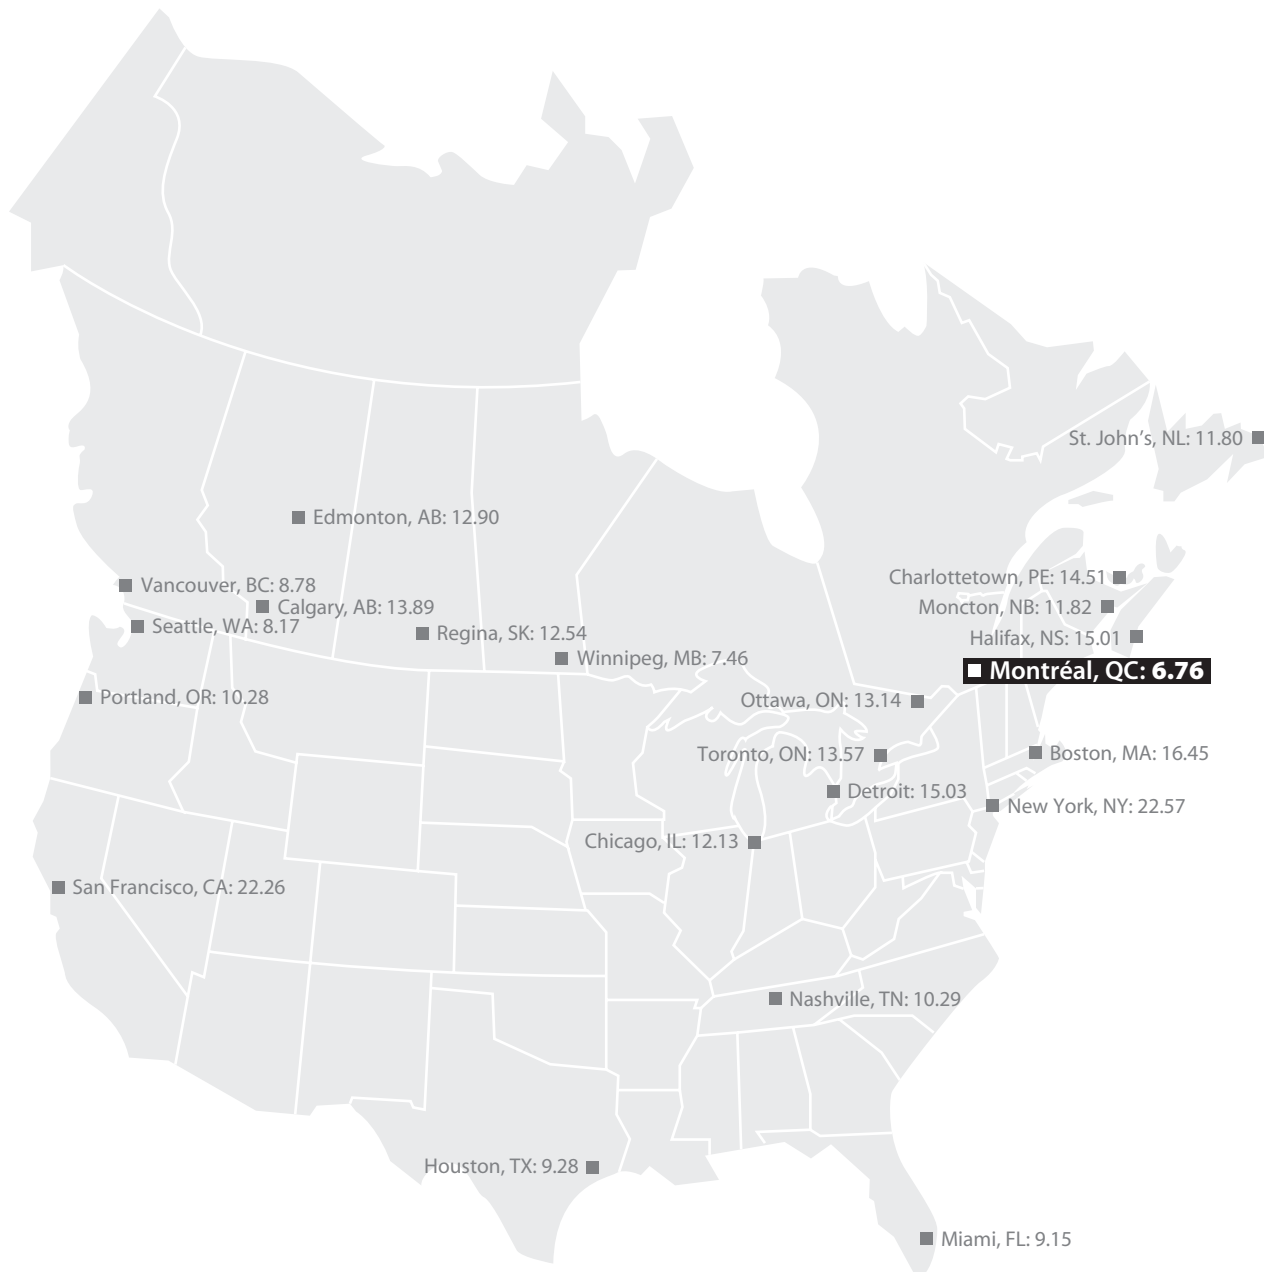 St. John’s, NL: 11.80
Edmonton, AB: 12.90
Charlottetown, PE: 14.51
Vancouver, BC: 8.78
Calgary, AB: 13.89
Moncton, NB: 11.82
Seattle, WA: 8.17
Regina, SK: 12.54
Halifax, NS: 15.01
Winnipeg, MB: 7.46
Montréal, QC: 6.76
Portland, OR: 10.28
Ottawa, ON: 13.14
Toronto, ON: 13.57
Boston, MA: 16.45
Detroit: 15.03
New York, NY: 22.57
Chicago, IL: 12.13
San Francisco, CA: 22.26
Nashville, TN: 10.29
Houston, TX: 9.28
Miami, FL: 9.15